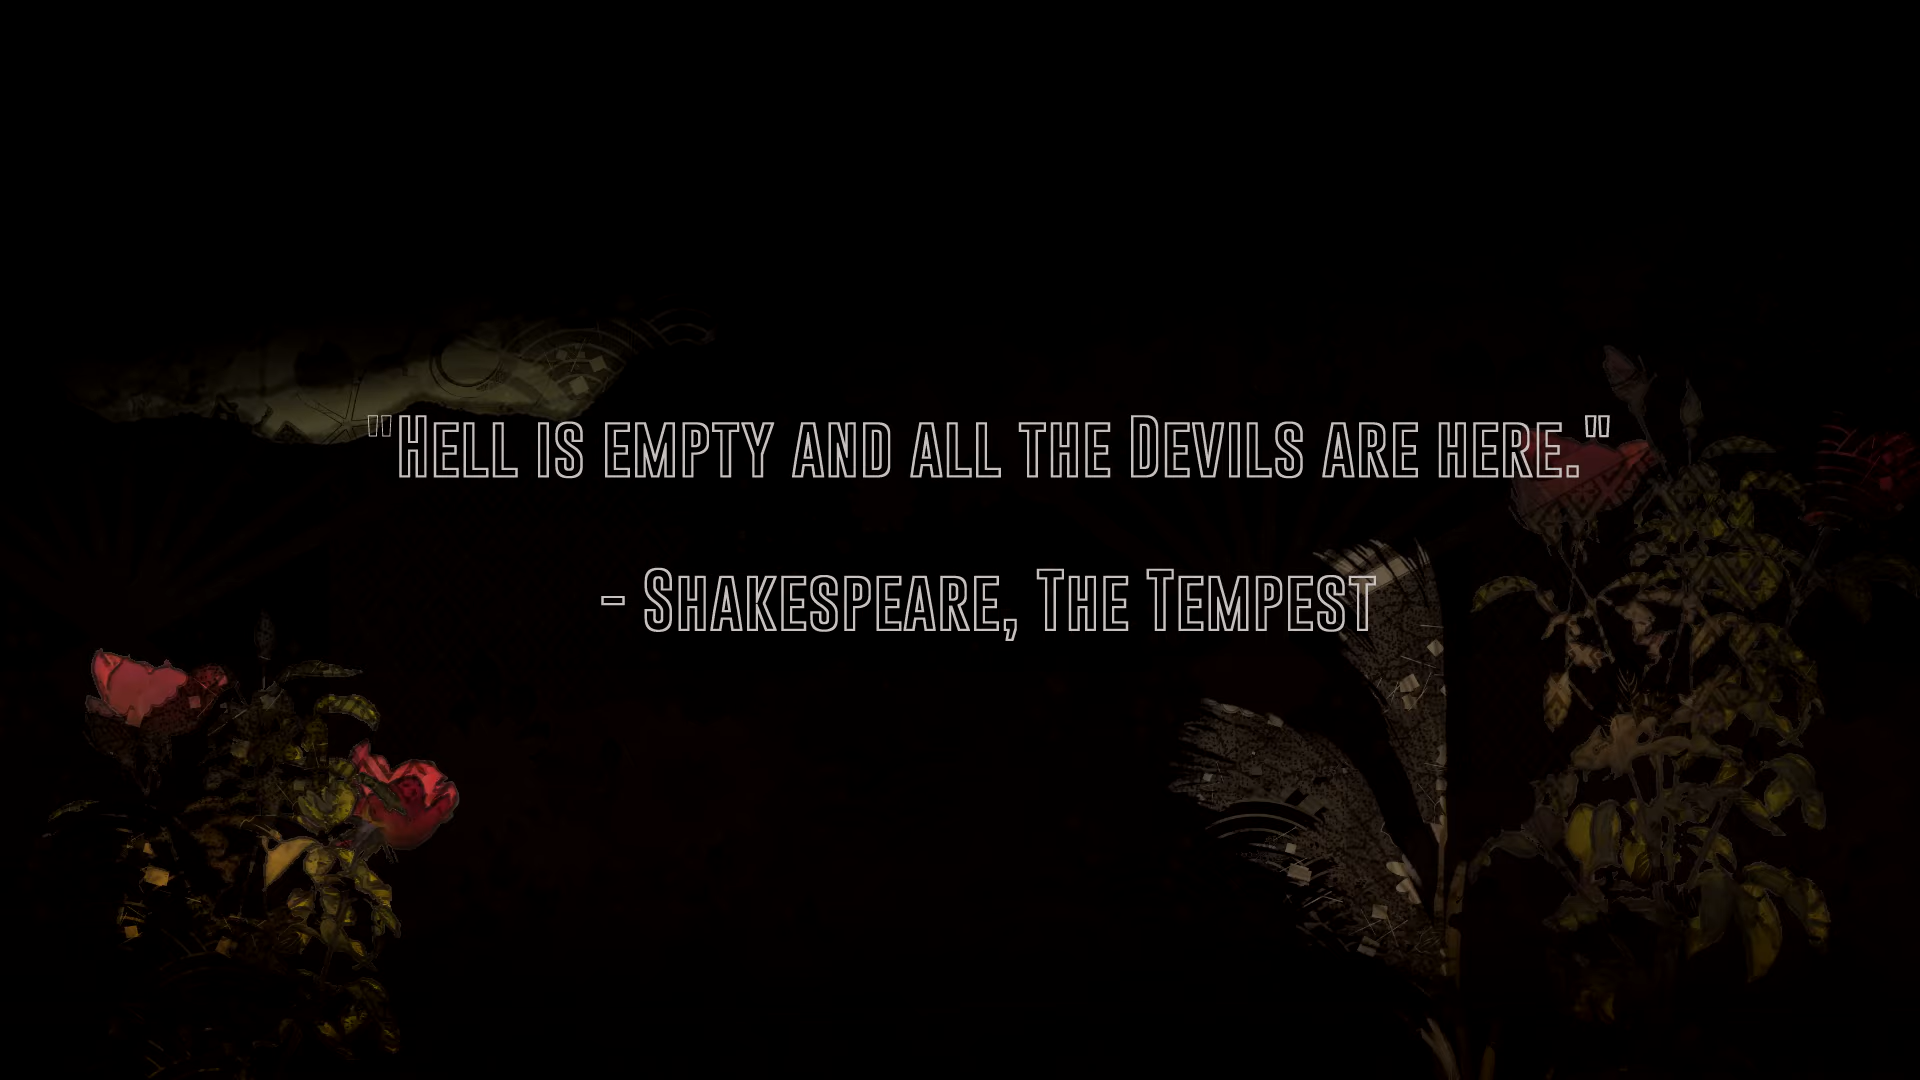 "Hell is empty and all the Devils are here."
- Shakespeare, The Tempest